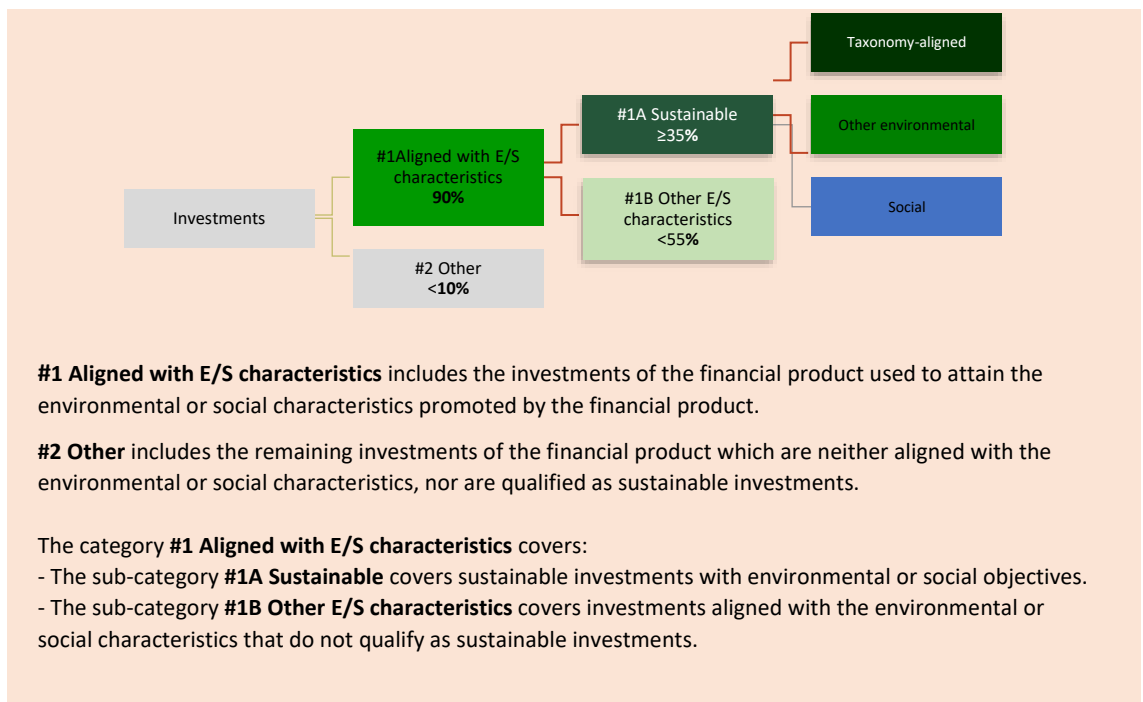 Taxonomy-aligned
#1A Sustainable
≥35%
Other environmental
#1Aligned with E/S
characteristics
90%
#1B Other E/S
characteristics
<55%
Social
Investments
#2 Other
<10%
#1 Aligned with E/S characteristics includes the investments of the financial product used to attain the
environmental or social characteristics promoted by the financial product.
#2 Other includes the remaining investments of the financial product which are neither aligned with the
environmental or social characteristics, nor are qualified as sustainable investments.
The category #1 Aligned with E/S characteristics covers:
- The sub-category #1A Sustainable covers sustainable investments with environmental or social objectives.
- The sub-category #1B Other E/S characteristics covers investments aligned with the environmental or
social characteristics that do not qualify as sustainable investments.